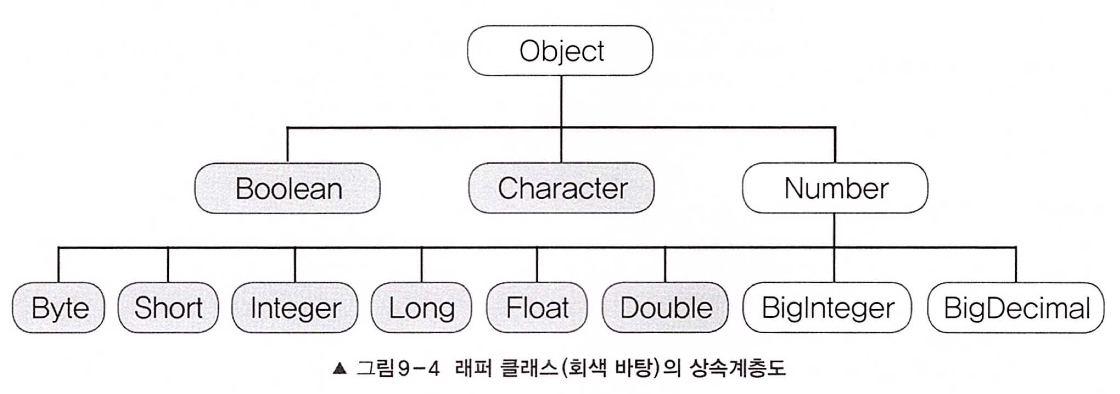 Object
Boolean Character Number
Byte Short Integer Long Float Double BigInteger BigDecimal
▲ 그림9-4 래퍼 클래스(회색 바탕)의 상속계층도